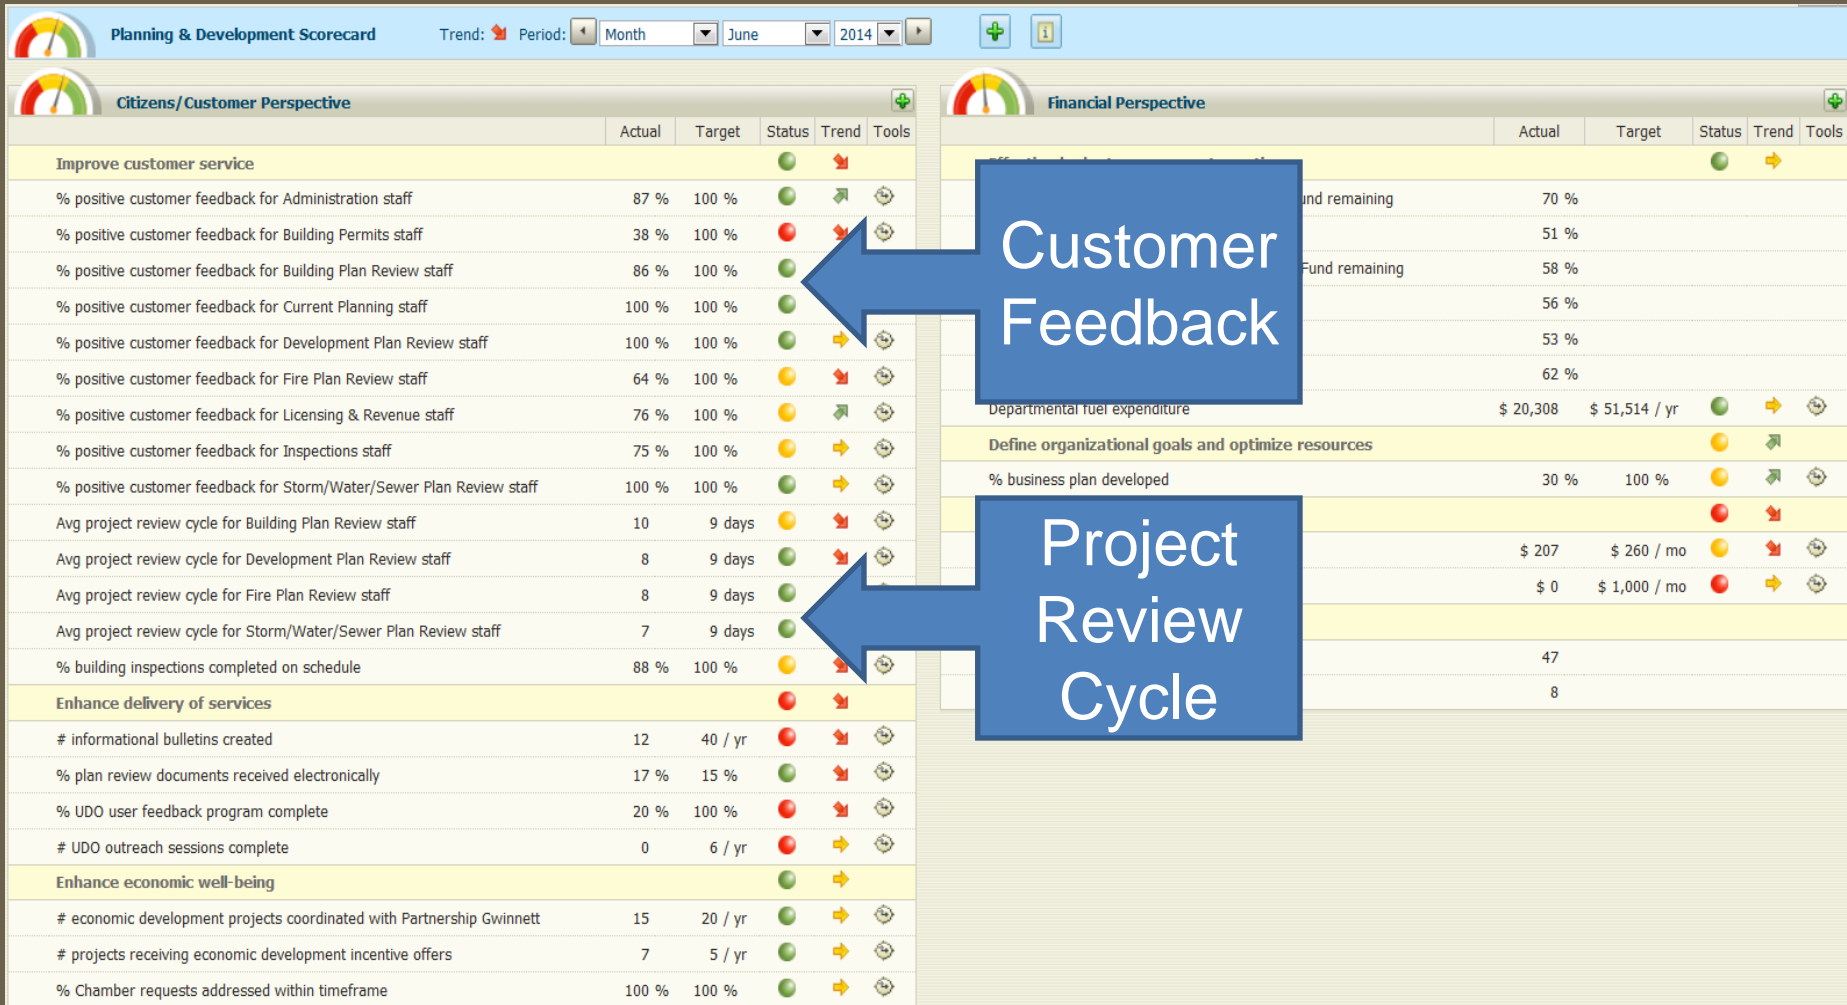 Planning & Development Scorecard Trend: Period: Month June 2014
Citizens/Customer Perspective
Actual Target Status Trend Tools
Improve customer service
% positive customer feedback for Administration staff 87 % 100 %
% positive customer feedback for Building Permits staff 38 % 100 %
% positive customer feedback for Building Plan Review staff 86 % 100 %
% positive customer feedback for Current Planning staff 100 % 100 %
% positive customer feedback for Development Plan Review staff 100 % 100 %
% positive customer feedback for Fire Plan Review staff 64 % 100 %
% positive customer feedback for Licensing & Revenue staff 76 % 100 %
% positive customer feedback for Inspections staff 75 % 100 %
% positive customer feedback for Storm/Water/Sewer Plan Review staff 100 % 100 %
Avg project review cycle for Building Plan Review staff 10 9 days
Avg project review cycle for Development Plan Review staff 8 9 days
Avg project review cycle for Fire Plan Review staff 8 9 days
Avg project review cycle for Storm/Water/Sewer Plan Review staff 7 9 days
% building inspections completed on schedule 88 % 100 %
Enhance delivery of services
# informational bulletins created 12 40 / yr
% plan review documents received electronically 17 % 15 %
% UDO user feedback program complete 20 % 100 %
# UDO outreach sessions complete 0 6 / yr
Enhance economic well-being
# economic development projects coordinated with Partnership Gwinnett 15 20 / yr
# projects receiving economic development incentive offers 7 5 / yr
% Chamber requests addressed within timeframe 100 % 100 %
Financial Perspective
Actual Target Status Trend Tools
remaining 70 %
51 %
Fund remaining 58 %
56 %
53 %
62 %
Departmental fuel expenditure $ 20,308 $ 51,514 / yr
Define organizational goals and optimize resources
% business plan developed 30 % 100 %
$ 207 $ 260 / mo
$ 0 $ 1,000 / mo
47
8
Customer
Feedback
Project
Review
Cycle